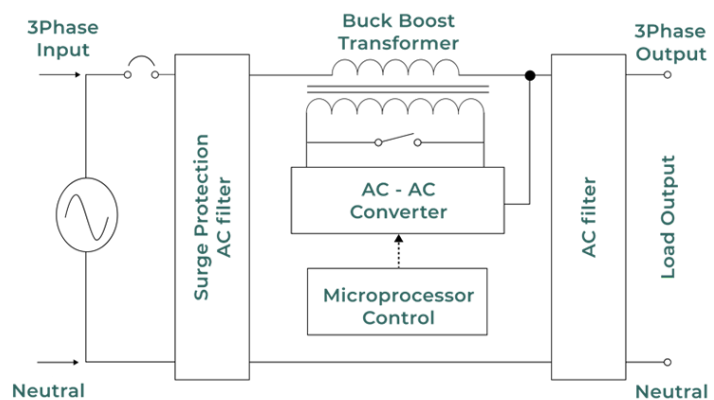 3Phase
Input
Buck Boost
Transformer
3Phase
Output
Surge Protection
AC filter
AC - AC
Converter
Microprocessor
Control
AC filter
Load Output
Neutral
Neutral